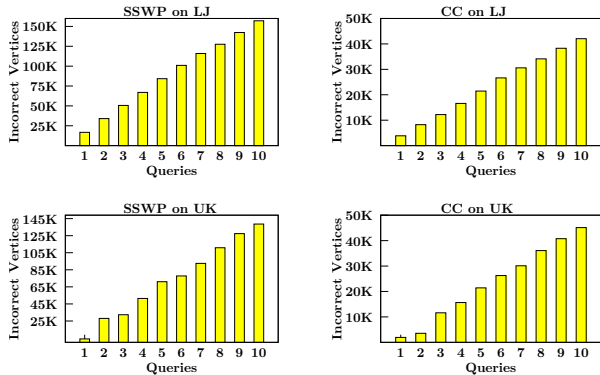 SSWP on LJ
150K
125K
100K
75K
50K
25K
Incorrect Vertices
1 2 3 4 5 6 7 8 9 10
Queries
CC on LJ
50K
40K
30K
20K
10K
Incorrect Vertices
1 2 3 4 5 6 7 8 9 10
Queries
SSWP on UK
145K
125K
105K
85K
65K
45K
25K
Incorrect Vertices
1 2 3 4 5 6 7 8 9 10
Queries
CC on UK
50K
40K
30K
20K
10K
Incorrect Vertices
1 2 3 4 5 6 7 8 9 10
Queries